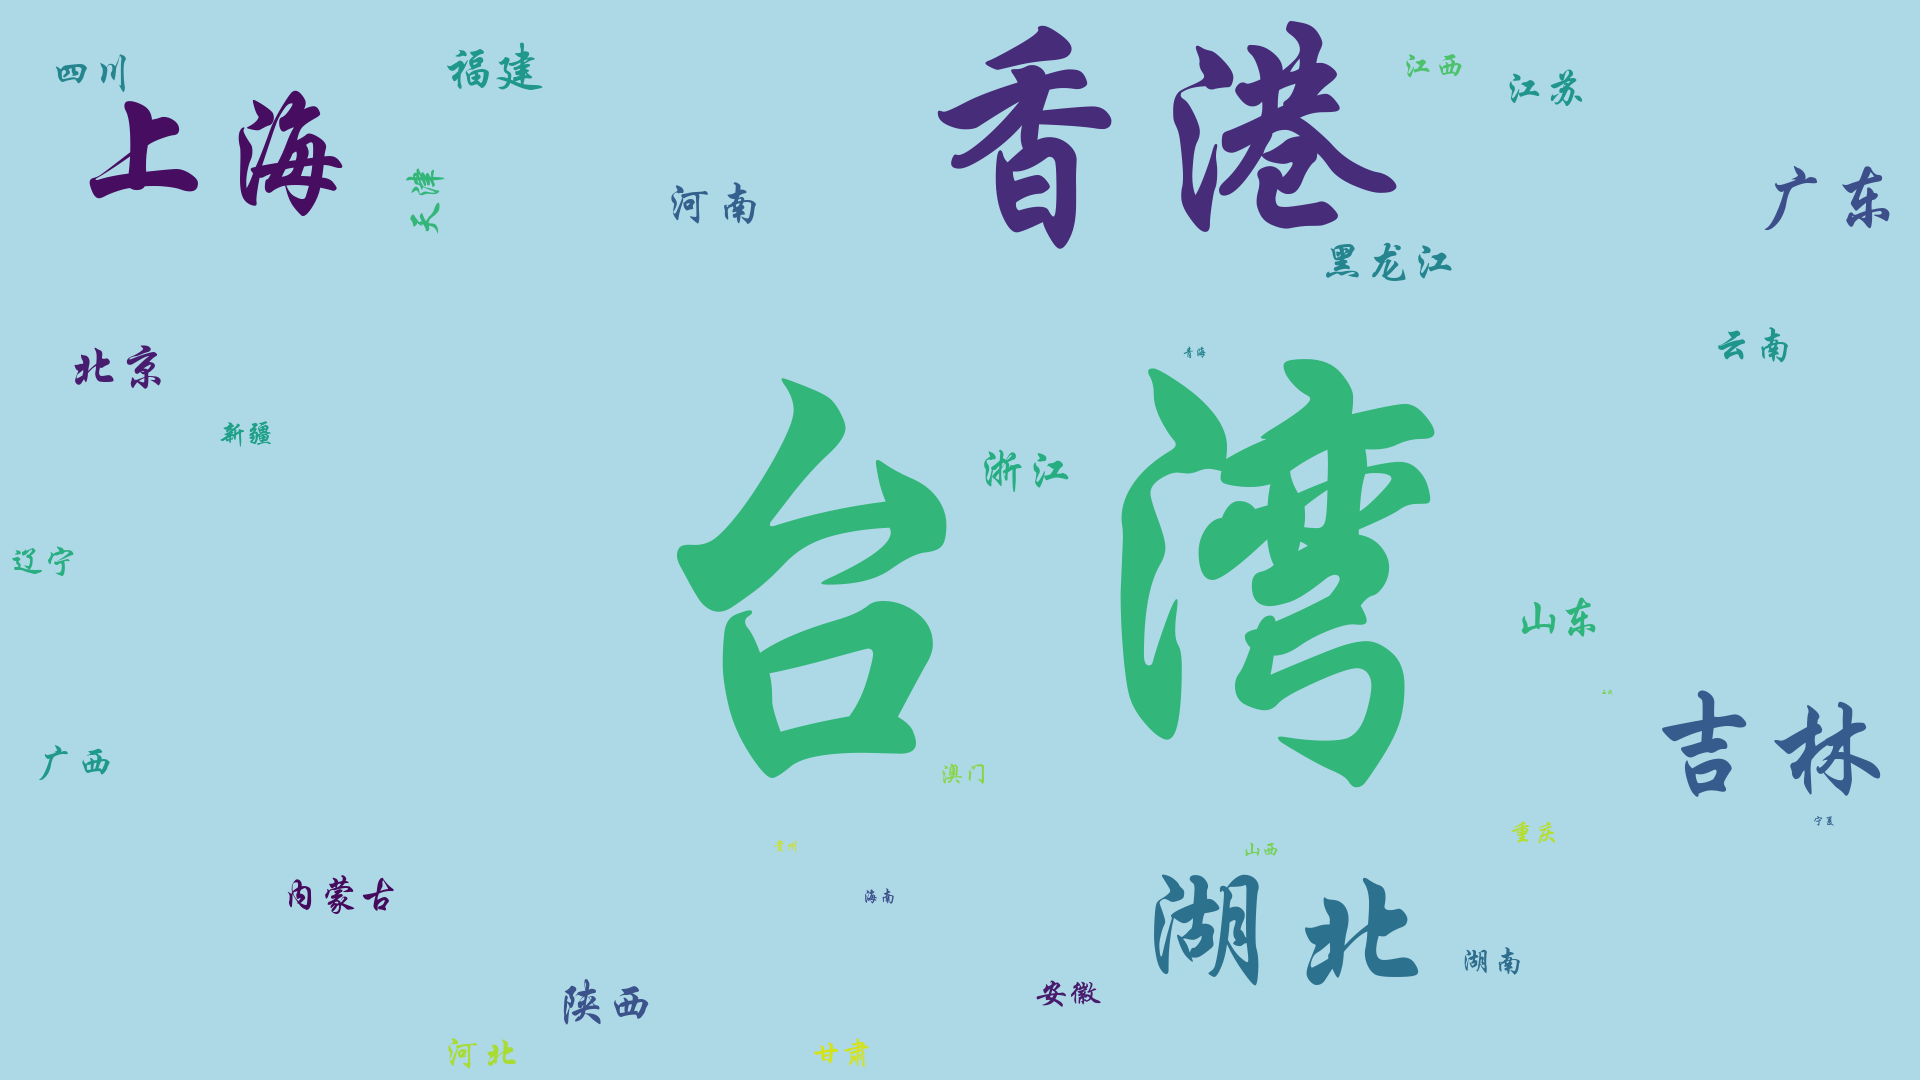 香港
江西
四川
福建
江苏
上海
天津
广东
河南
黑龙江
云南
青海
北京
新疆
浙江
台湾
辽宁
山东
吉林
广西
澳门
宁夏
重庆
贵州
山西
内蒙古
海南
湖北
湖南
安徽
陕西
河北
甘肃